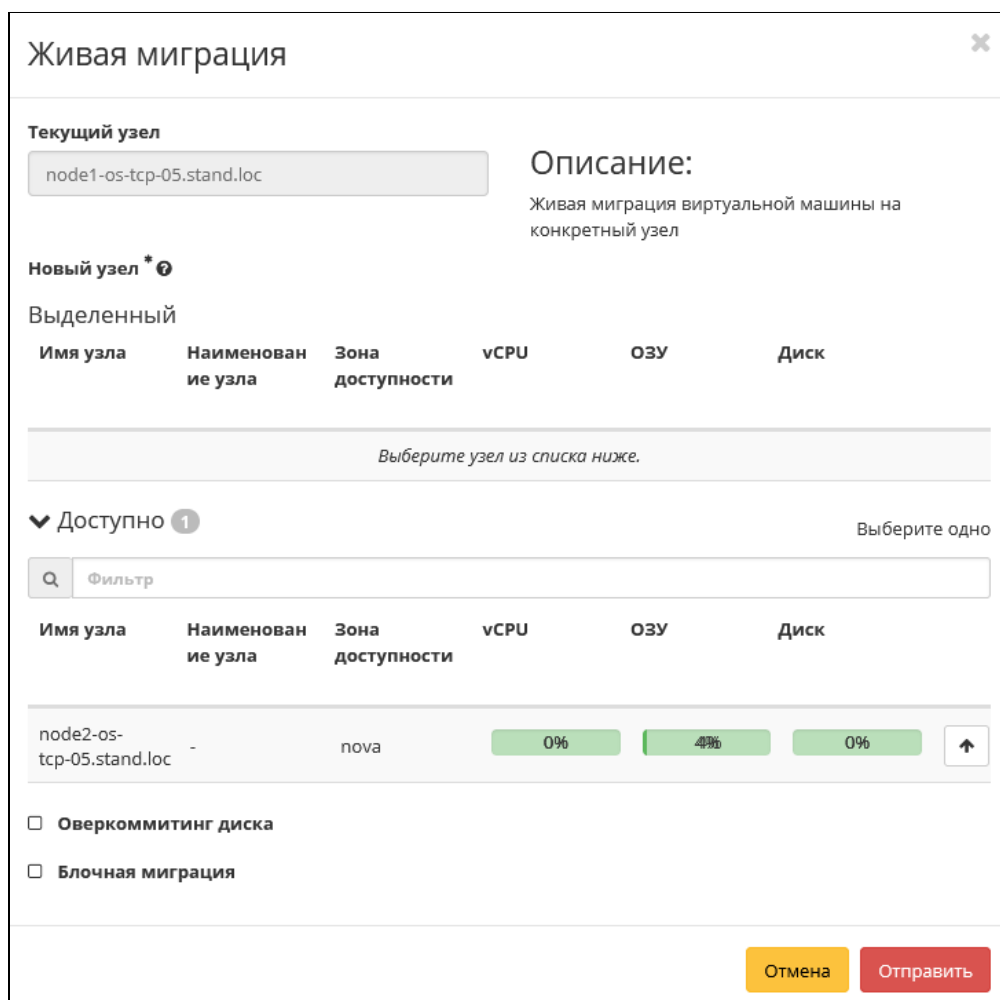 Живая миграция
Текущий узел
node1-os-tcp-05.stand.loc
Описание:
Живая миграция виртуальной машины на
конкретный узел
Новый узел *
Выделенный
Имя узла Наименован Зона vCPU ОЗУ Диск
ие узла доступности
Выберите узел из списка ниже.
Доступно 1
Выберите одно
Фильтр
Имя узла Наименован Зона vCPU ОЗУ Диск
ие узла доступности
node2-os-
tcp-05.stand.loc - nova 0% 0%
Оверкоммитинг диска
Блочная миграция
Отмена Отправить